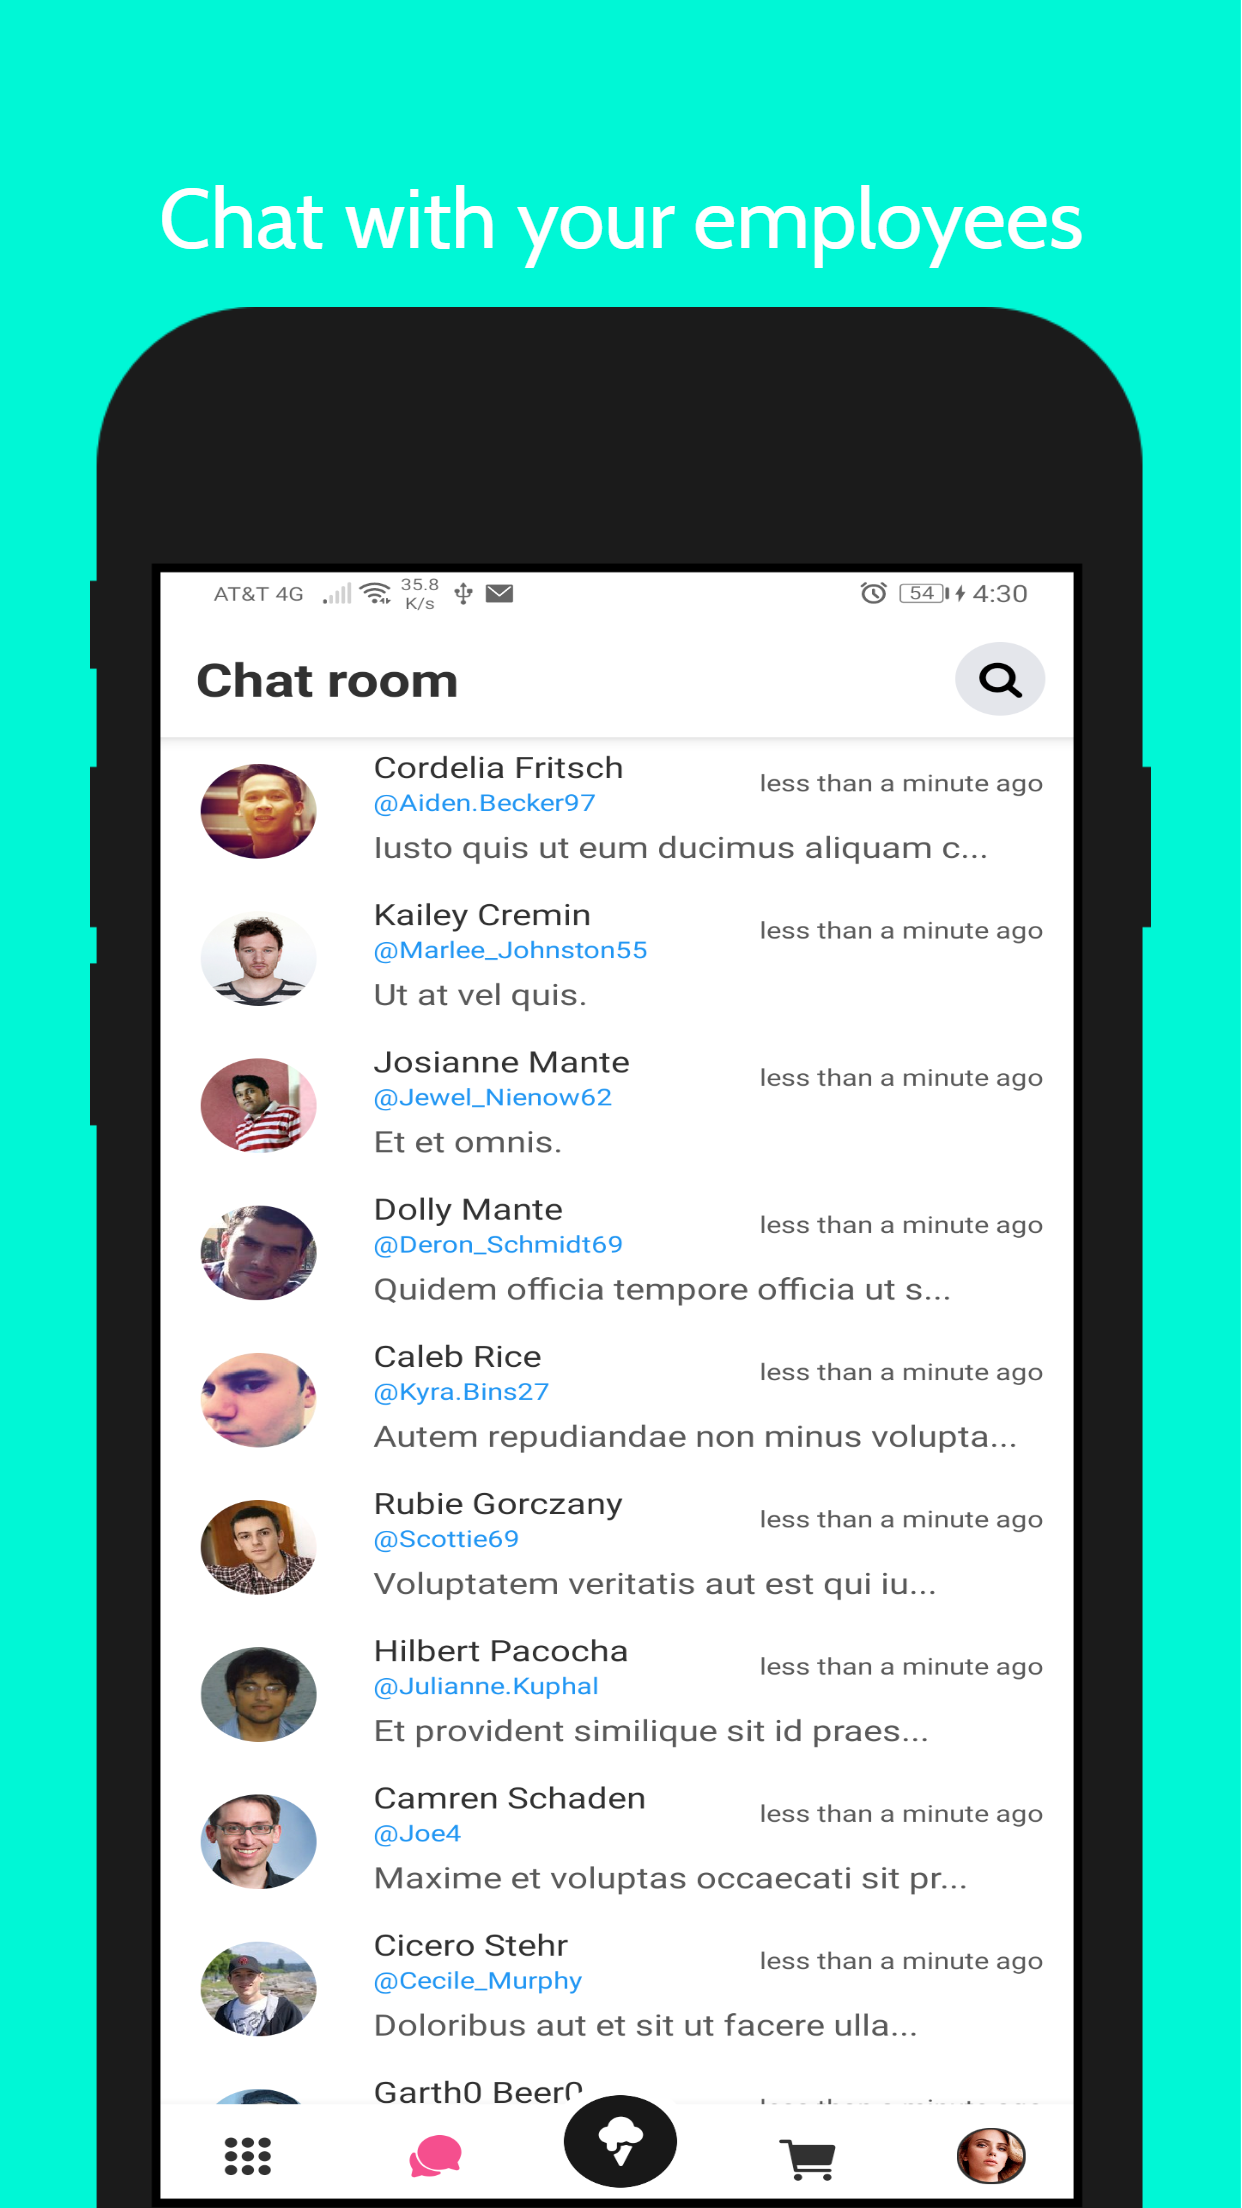 Chat with your employees
AT&T 4G 35.8 K/s 54 4:30
Chat room
Cordelia Fritsch
less than a minute ago
@Aiden.Becker97
Iusto quis ut eum ducimus aliquam c...
Kailey Cremin
less than a minute ago
@Marlee_Johnston55
Ut at vel quis.
Josianne Mante
less than a minute ago
@Jewel_Nienow62
Et et omnis.
Dolly Mante
less than a minute ago
@Deron_Schmidt69
Quidem officia tempore officia ut s...
Caleb Rice
less than a minute ago
@Kyra.Bins27
Autem repudiandae non minus volupta...
Rubie Gorczany
less than a minute ago
@Scottie69
Voluptatem veritatis aut est qui iu...
Hilbert Pacocha
less than a minute ago
@Julianne.Kuphal
Et provident similique sit id praes...
Camren Schaden
less than a minute ago
@Joe4
Maxime et voluptas occaecati sit pr...
Cicero Stehr
less than a minute ago
@Cecile_Murphy
Doloribus aut et sit ut facere ulla...
Garth0 Beer0